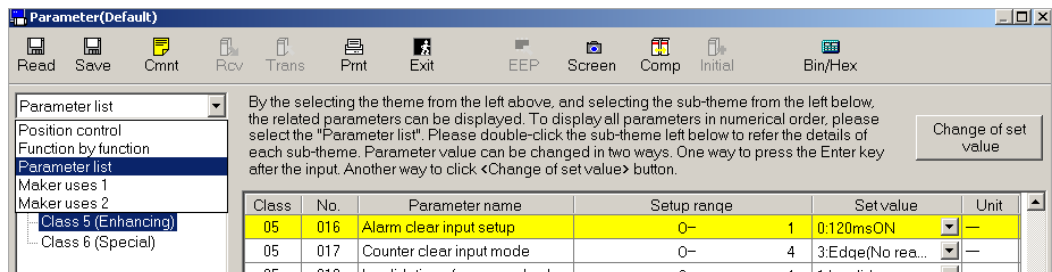 Parameter(Default)
Read Save Cmnt Rcv Trans Prnt Exit EEP Screen Comp Initial Bin/Hex
Parameter list
Position control
Function by function
Parameter list
Maker uses 1
Maker uses 2
Class 5 (Enhancing)
Class 6 (Special)
By the selecting the theme from the left above, and selecting the sub-theme from the left below,
the related parameters can be displayed. To display all parameters in numerical order, please
select the "Parameter list". Please double-click the sub-theme left below to refer the details of
each sub-theme. Parameter value can be changed in two ways. One way to press the Enter key
after the input. Another way to click <Change of set value> button.
Change of set
value
Class No. Parameter name Setup range Set value Unit
05 016 Alarm clear input setup 0– 1 0:120msON —
05 017 Counter clear input mode 0– 4 3:Edge(No rea... —